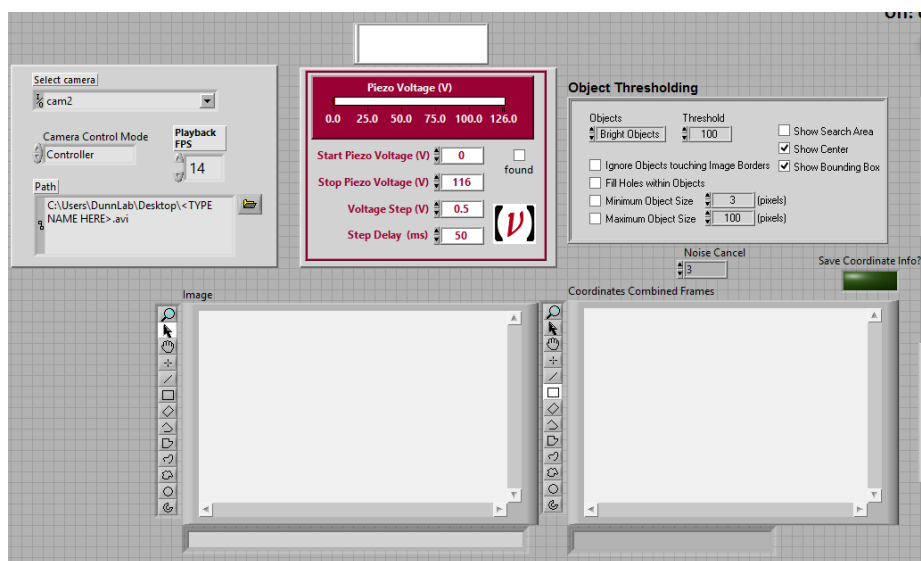 Select camera
cam2
Camera Control Mode
Controller
Playback
FPS
14
Path
C:\Users\DunnLab\Desktop\<TYPE
NAME HERE>.avi
Piezo Voltage (V)
0.0 25.0 50.0 75.0 100.0 126.0
Start Piezo Voltage (V) 0
found
Stop Piezo Voltage (V) 116
Voltage Step (V) 0.5
Step Delay (ms) 50
(ν)
Object Thresholding
Objects Threshold
Bright Objects 100
Show Search Area
Show Center
Ignore Objects touching Image Borders
Show Bounding Box
Fill Holes within Objects
Minimum Object Size 3 (pixels)
Maximum Object Size 100 (pixels)
Noise Cancel
3
Save Coordinate Info?
Image
Coordinates Combined Frames